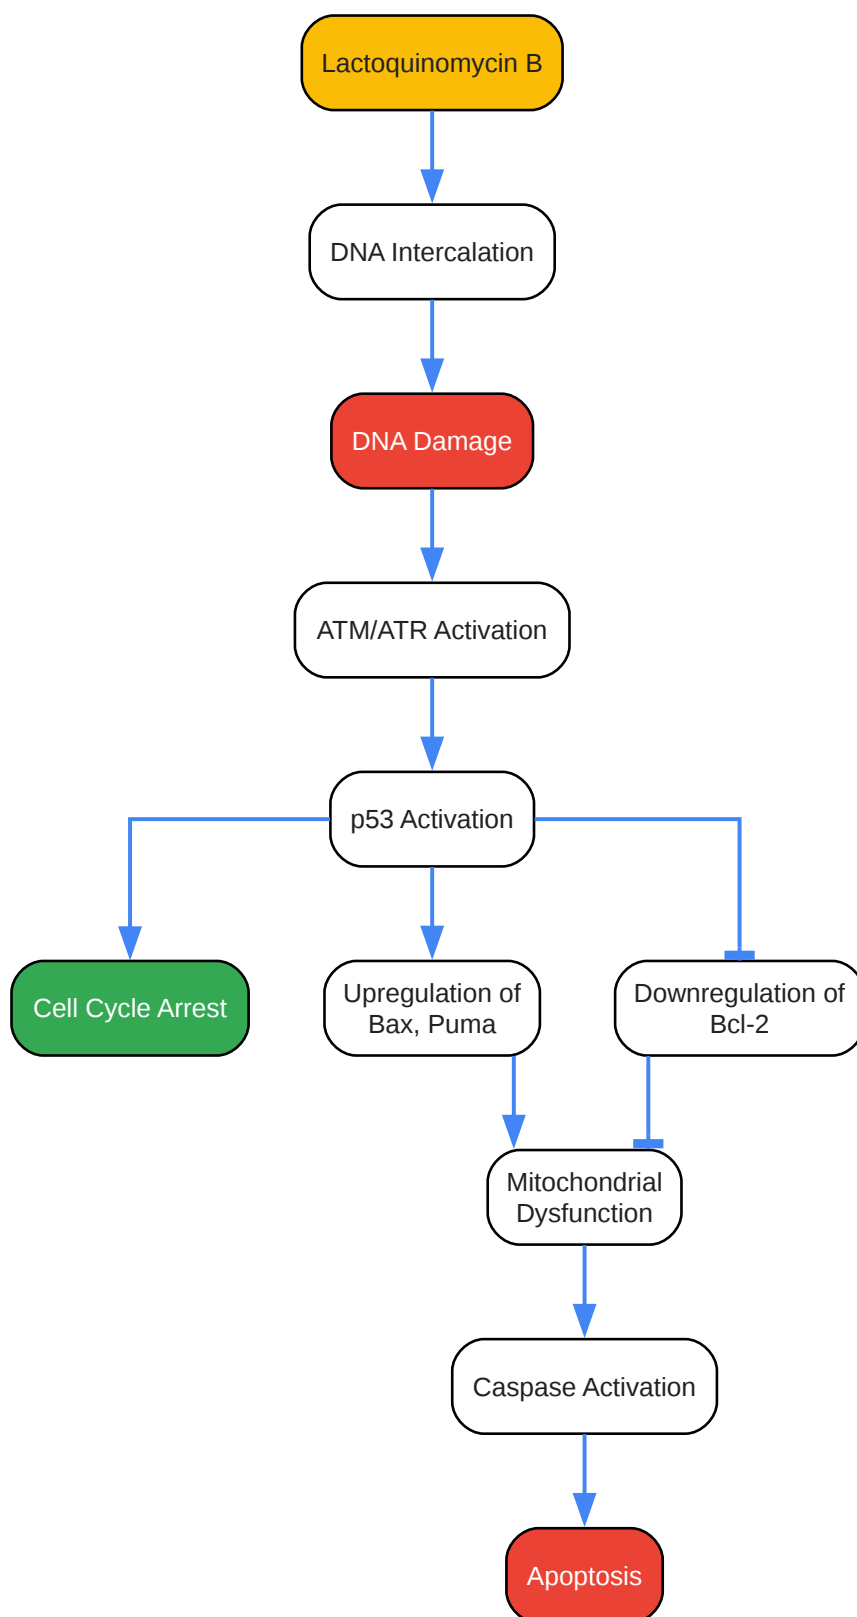 Lactoquinomycin B
DNA Intercalation
DNA Damage
ATM/ATR Activation
p53 Activation
Cell Cycle Arrest
Upregulation of
Bax, Puma
Downregulation of
Bcl-2
Mitochondrial
Dysfunction
Caspase Activation
Apoptosis